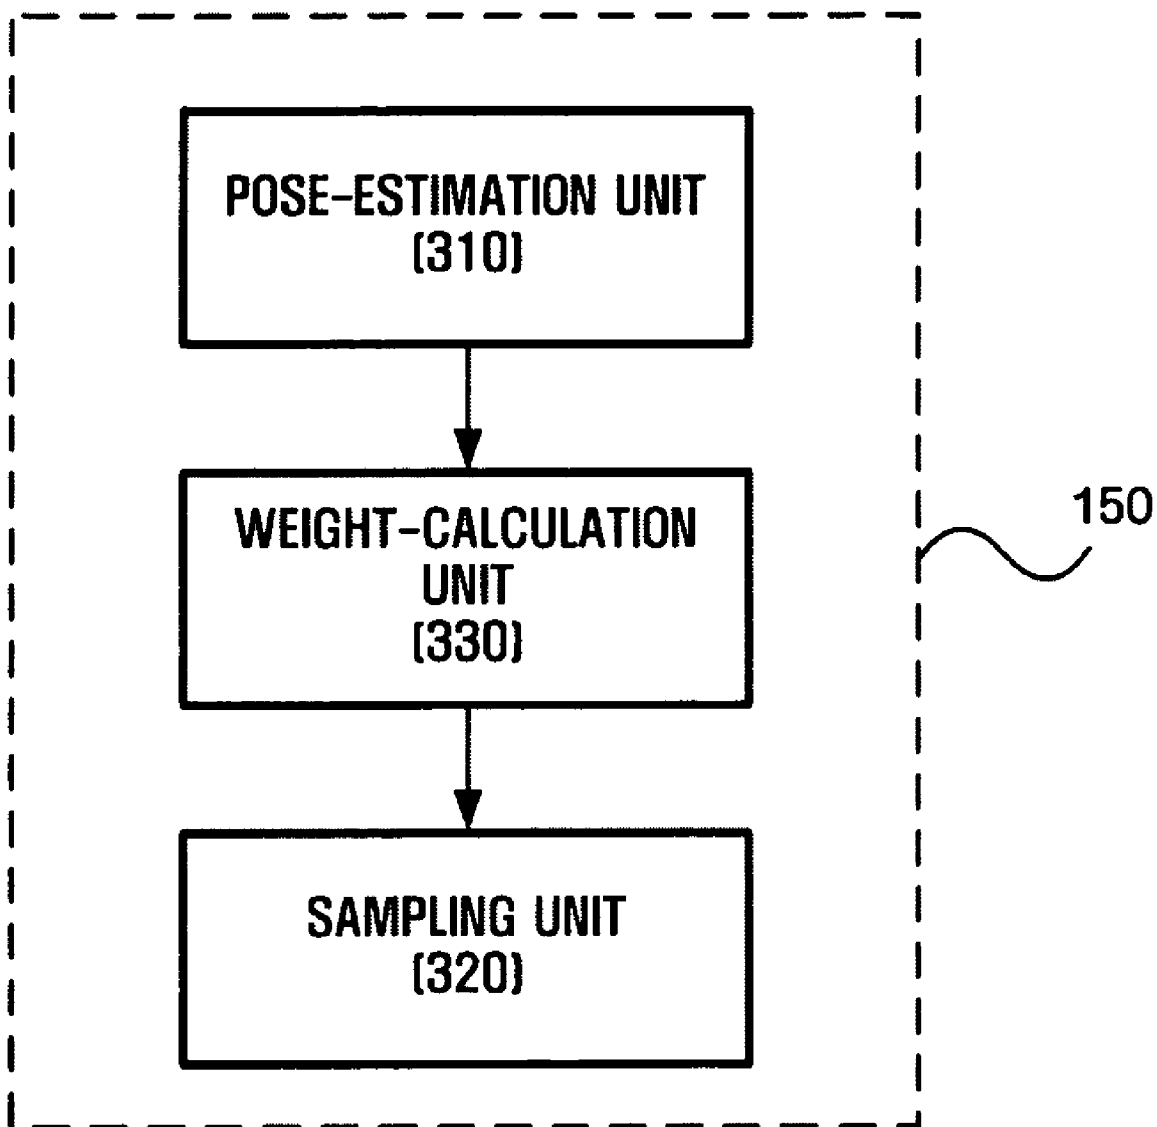 POSE-ESTIMATION UNIT
(310)
WEIGHT-CALCULATION
UNIT
(330)
150
SAMPLING UNIT
(320)